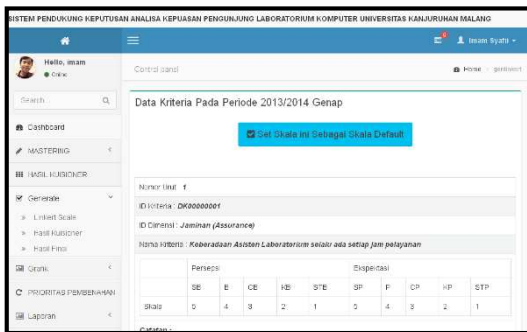 SISTEM PENDUKUNG KEPUTUSAN ANALISA KEPUASAN PENGUNJUNG LABORATORIUM KOMPUTER UNIVERSITAS KANJURUHAN MALANG
Imam Syafii
Hello, imam
Online
Control panel
Home
Search
Data Kriteria Pada Periode 2013/2014 Genap
Dashboard
Set Skala ini Sebagai Skala Default
MASTERING
HASIL KUISIONER
Nomor Urut 1
Generate
ID Kriteria : DK00000001
Linkert Scale
ID Dimensi : Jaminan (Assurance)
Hasil Kuisioner
Nama Kriteria : Keberadaan Asisten Laboratorium selalu ada setiap jam pelayanan
Hasil Final
Persepsi Ekspektasi
Grafik
SB B CB KB STB SP P CP KP STP
PRIORITAS PEMBENAHAN
Skala 5 4 3 2 1 5 4 3 2 1
Laporan
Catatan :